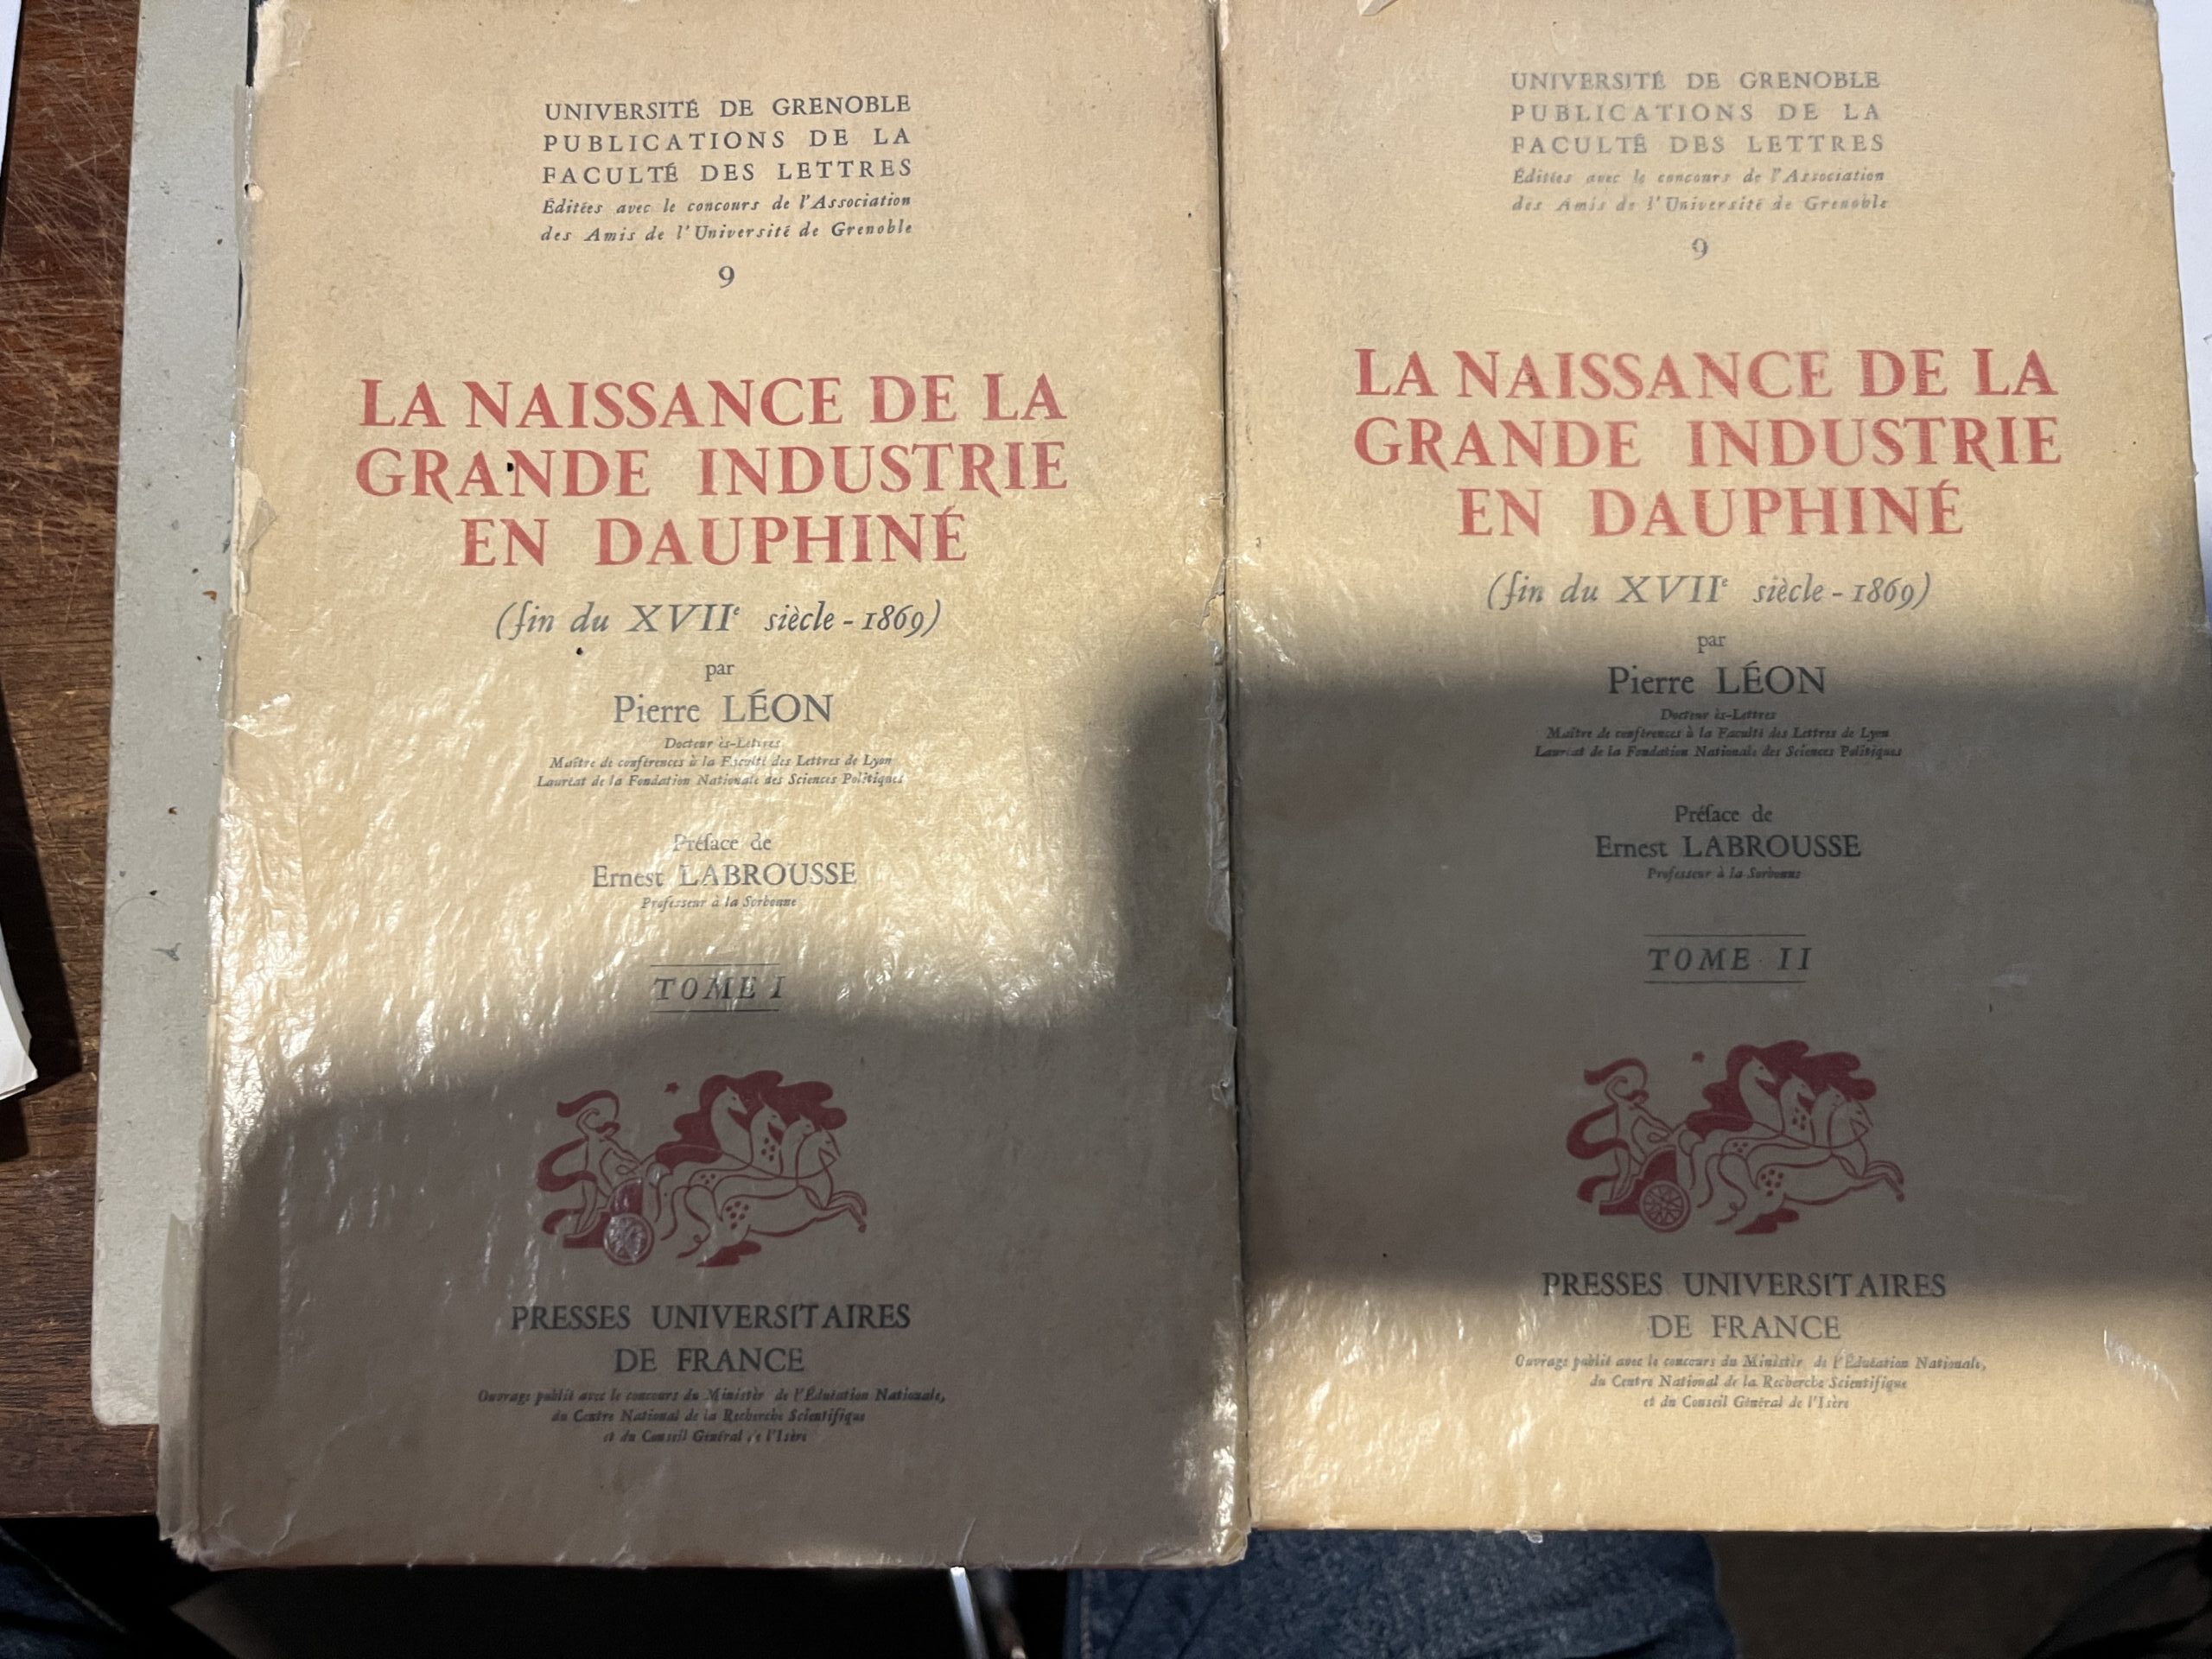 UNIVERSITÉ DE GRENOBLE
PUBLICATIONS DE LA
FACULTÉ DES LETTRES
Éditées avec le concours de l'Association
des Amis de l'Université de Grenoble
9
LA NAISSANCE DE LA
GRANDE INDUSTRIE
EN DAUPHINÉ
(fin du XVIIe siècle - 1869)
par
Pierre LÉON
Docteur ès-Lettres
Maître de conférences à la Faculté des Lettres de Lyon
Lauréat de la Fondation Nationale des Sciences Politiques
Préface de
Ernest LABROUSSE
Professeur à la Sorbonne
TOME I
PRESSES UNIVERSITAIRES
DE FRANCE
Ouvrage publié avec le concours du Ministèr de l'Éducation Nationale,
du Centre National de la Recherche Scientifique
et du Conseil Général de l'Isère
UNIVERSITÉ DE GRENOBLE
PUBLICATIONS DE LA
FACULTÉ DES LETTRES
Éditées avec le concours de l'Association
des Amis de l'Université de Grenoble
9
LA NAISSANCE DE LA
GRANDE INDUSTRIE
EN DAUPHINÉ
(fin du XVIIe siècle - 1869)
par
Pierre LÉON
Docteur ès-Lettres
Maître de conférences à la Faculté des Lettres de Lyon
Lauréat de la Fondation Nationale des Sciences Politiques
Préface de
Ernest LABROUSSE
Professeur à la Sorbonne
TOME II
PRESSES UNIVERSITAIRES
DE FRANCE
Ouvrage publié avec le concours du Ministèr de l'Éducation Nationale,
du Centre National de la Recherche Scientifique
et du Conseil Général de l'Isère